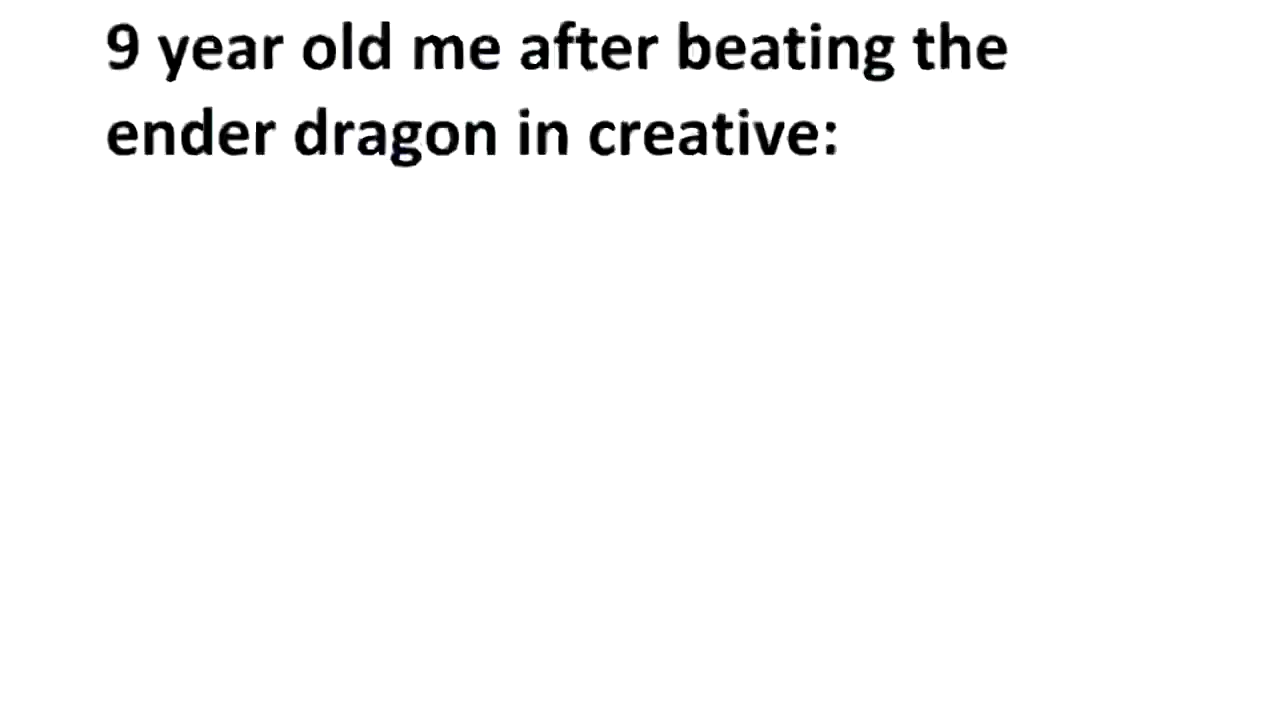 9 year old me after beating the
ender dragon in creative: